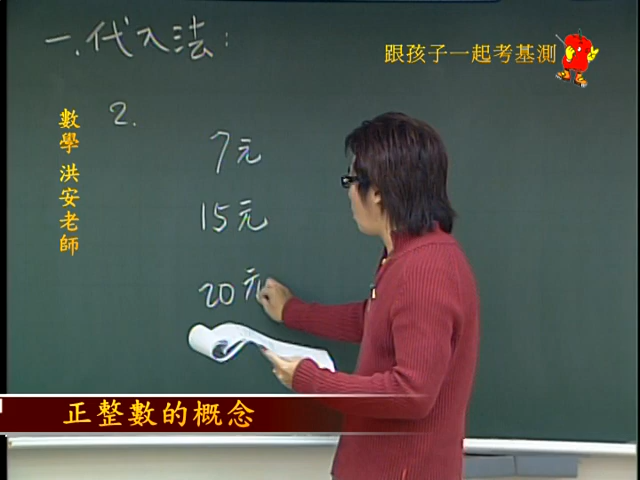 一.代入法:
跟孩子一起考基測
2.
數學 洪安老師
7元
15元
20元
正整數的概念